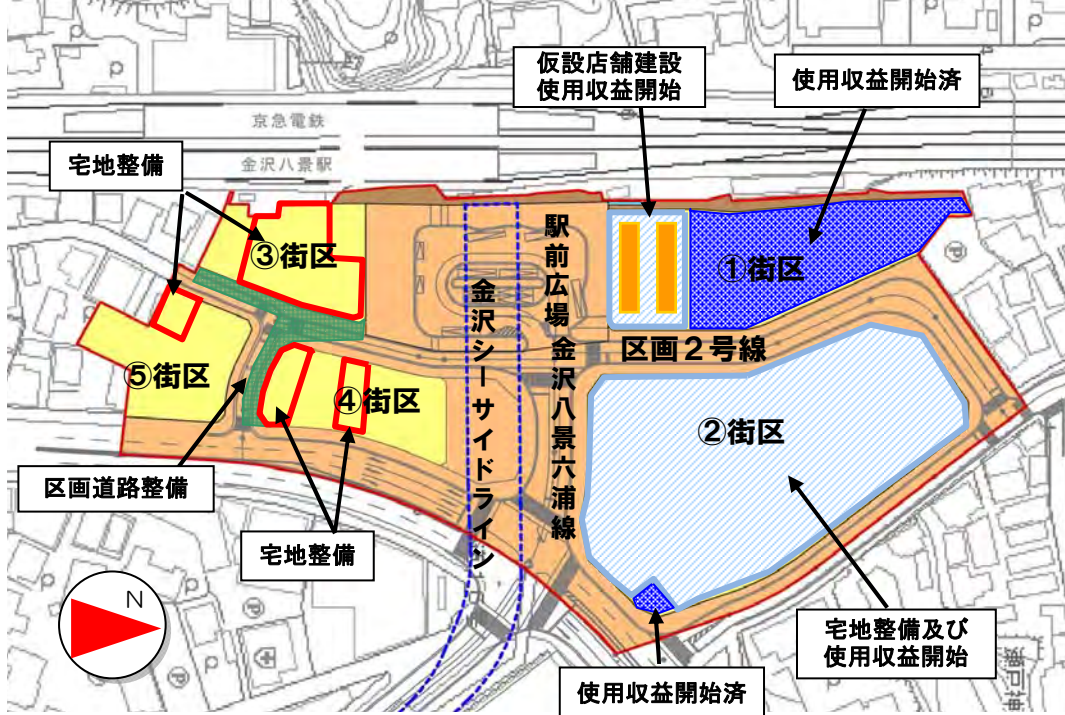 仮設店舗建設
使用収益開始
使用収益開始済
京急電鉄
金沢八景駅
宅地整備
③街区
①街区
駅前広場
金沢シーサイドライン
金沢八景六浦線
区画２号線
⑤街区
④街区
②街区
区画道路整備
宅地整備
N
宅地整備及び
使用収益開始
使用収益開始済